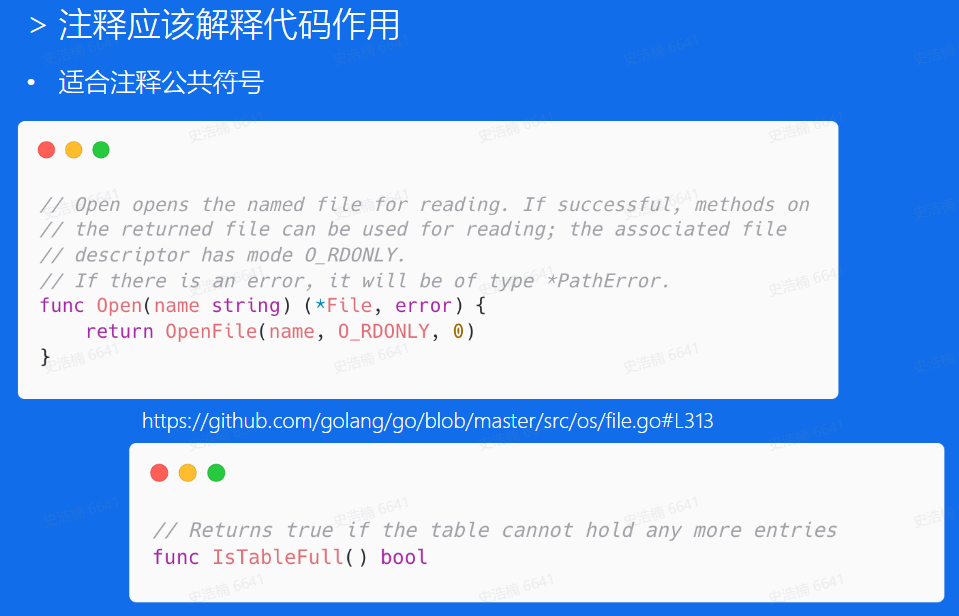 > 注释应该解释代码作用
• 适合注释公共符号
// Open opens the named file for reading. If successful, methods on
// the returned file can be used for reading; the associated file
// descriptor has mode O_RDONLY.
// If there is an error, it will be of type *PathError.
func Open(name string) (*File, error) {
    return OpenFile(name, O_RDONLY, 0)
}
https://github.com/golang/go/blob/master/src/os/file.go#L313
// Returns true if the table cannot hold any more entries
func IsTableFull() bool
史浩楠 6641